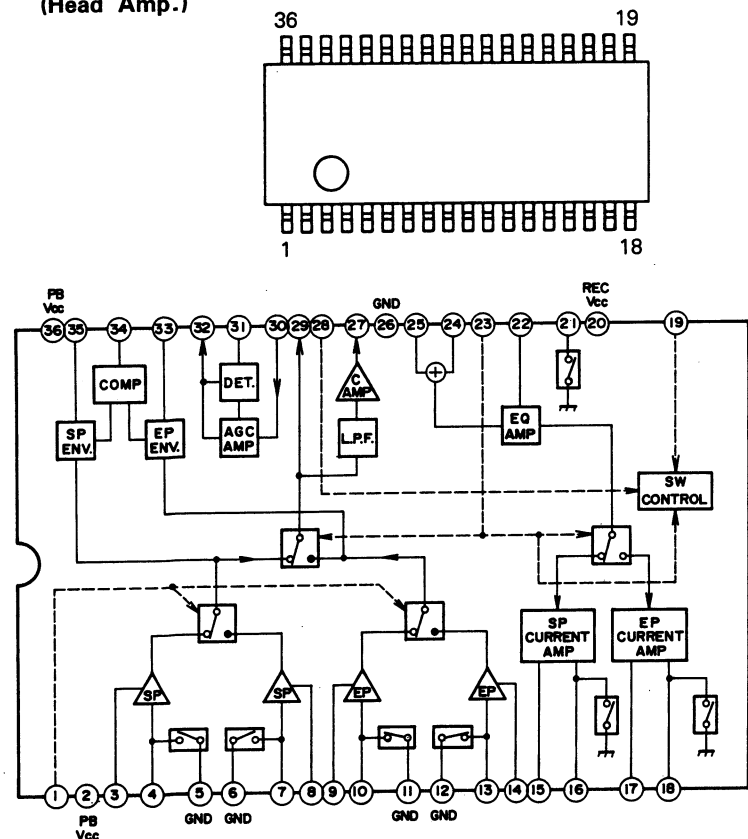 (Head Amp.)
36 19
1 18
PB Vcc GND REC Vcc
36 35 34 33 32 31 30 29 28 27 26 25 24 23 22 21 20 19
COMP
DET.
C AMP
SP ENV.
EP ENV.
AGC AMP
L.P.F.
+
EQ AMP
SW CONTROL
SP CURRENT AMP
EP CURRENT AMP
SP SP EP EP
1 2 3 4 5 6 7 8 9 10 11 12 13 14 15 16 17 18
PB Vcc GND GND GND GND